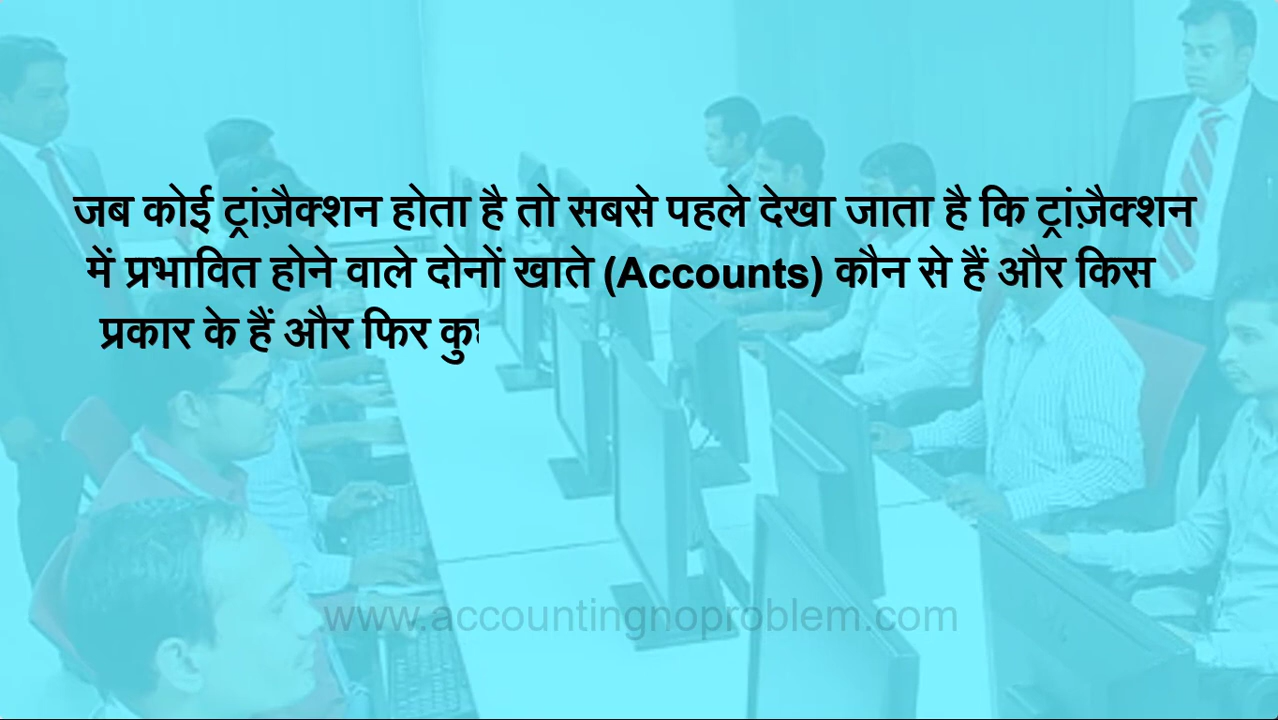 जब कोई ट्रांज़ैक्शन होता है तो सबसे पहले देखा जाता है कि ट्रांज़ैक्शन
में प्रभावित होने वाले दोनों खाते (Accounts) कौन से हैं और किस
प्रकार के हैं और फिर
www.accountingnoproblem.com